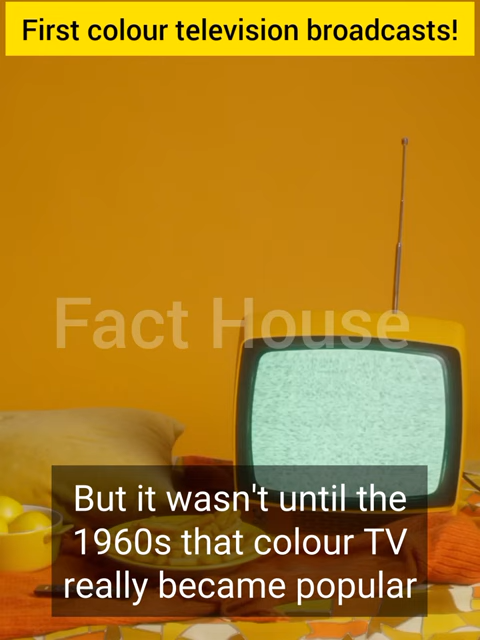 First colour television broadcasts!
Fact House
But it wasn't until the
1960s that colour TV
really became popular